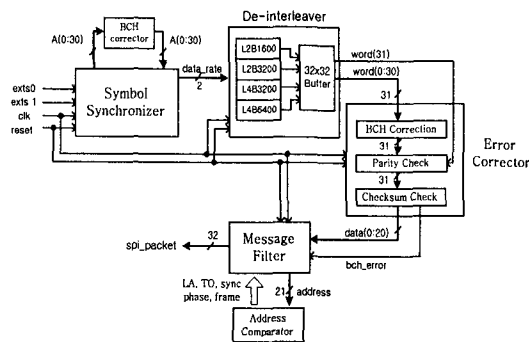 De-interleaver
BCH
corrector
A(0:30)
A(0:30)
Symbol
Synchronizer
exts0
exts 1
clk
reset
data_rate
2
L2B1600
L2B3200
L4B3200
L4B6400
32x32
Buffer
word(31)
word(0:30)
31
BCH Correction
31
Parity Check
31
Checksum Check
Error
Corrector
data(0:20)
bch_error
Message
Filter
spi_packet
32
LA, TO, sync
phase, frame
21
address
Address
Comparator